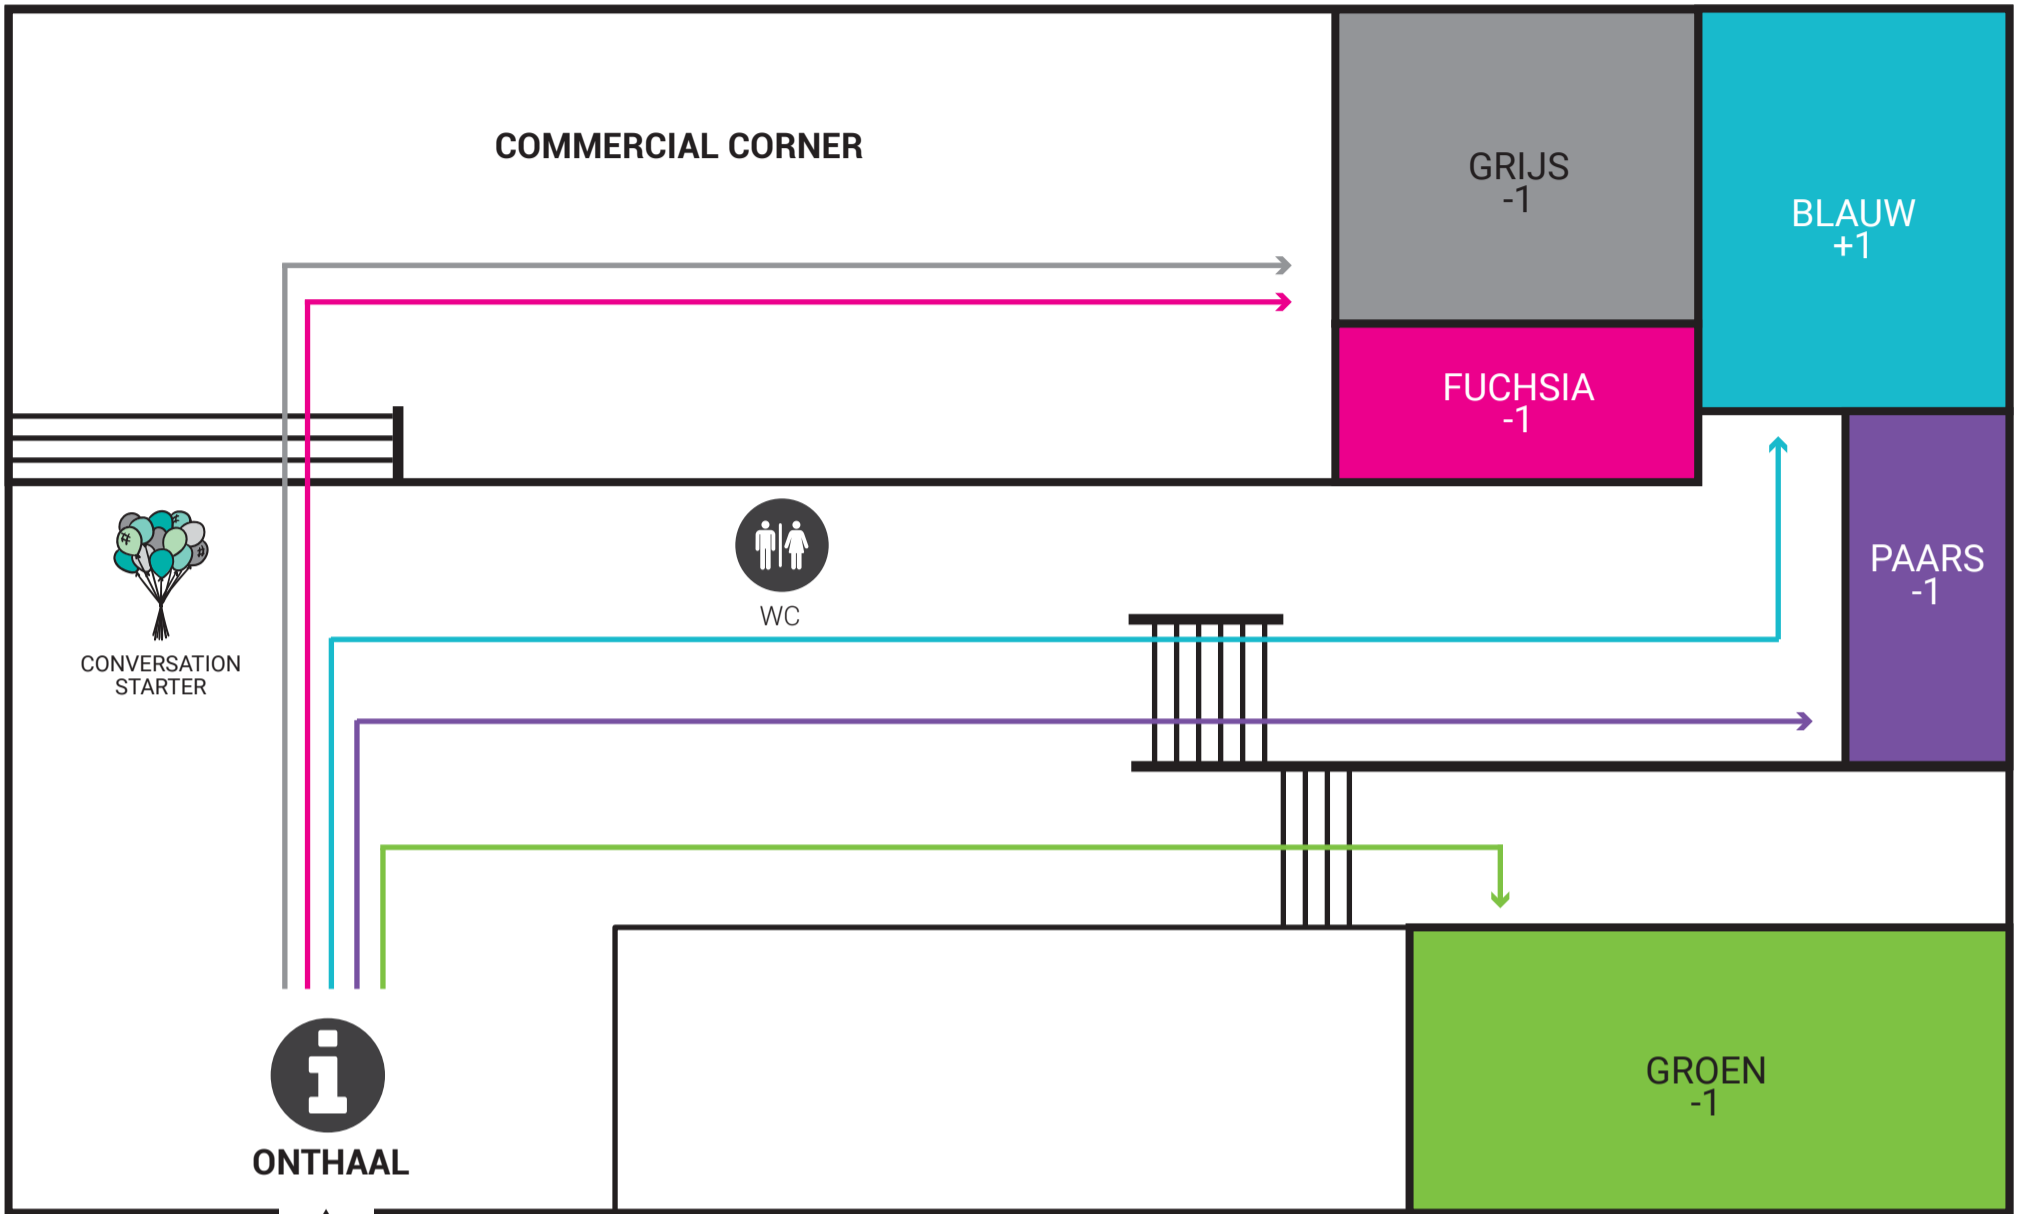 COMMERCIAL CORNER
GRIJS
-1
BLAUW
+1
FUCHSIA
-1
PAARS
-1
WC
CONVERSATION
STARTER
GROEN
-1
ONTHAAL